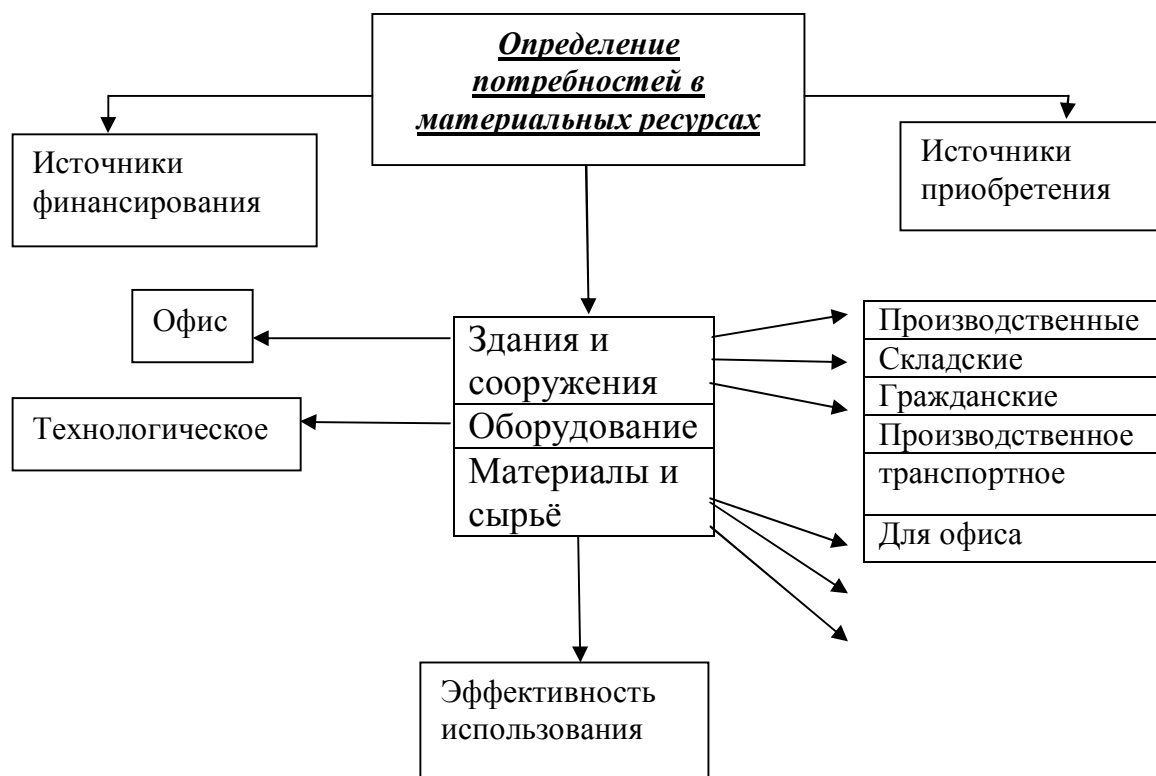 Определение
потребностей в
материальных ресурсах
Источники
финансирования
Источники
приобретения
Офис
Технологическое
Здания и
сооружения
Оборудование
Материалы и
сырьё
Производственные
Складские
Гражданские
Производственное
транспортное
Для офиса
Эффективность
использования